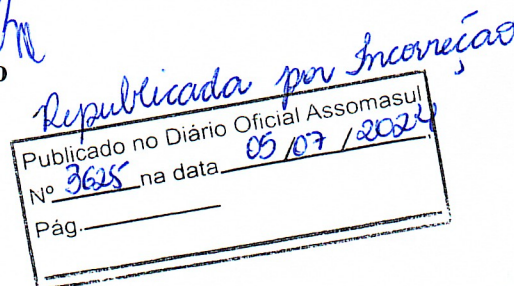 Republicada por Incorreção
Publicado no Diário Oficial Assomasul
Nº 3625 na data 05/07/2024
Pág.